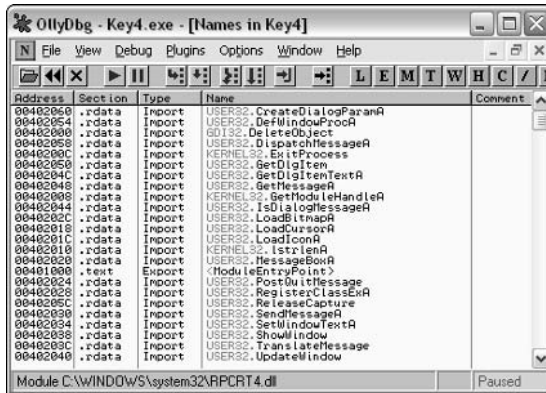 OllyDbg - Key4.exe - [Names in Key4]
N File View Debug Plugins Options Window Help
L E M T W H C /
Address Section Type Name Comment
00402060 .rdata Import USER32.CreateDialogParamA
00402054 .rdata Import USER32.DefWindowProcA
00402000 .rdata Import GDI32.DeleteObject
00402058 .rdata Import USER32.DispatchMessageA
0040200C .rdata Import KERNEL32.ExitProcess
00402050 .rdata Import USER32.GetDlgItem
0040204C .rdata Import USER32.GetDlgItemTextA
00402048 .rdata Import USER32.GetMessageA
00402008 .rdata Import KERNEL32.GetModuleHandleA
00402044 .rdata Import USER32.IsDialogMessageA
0040202C .rdata Import USER32.LoadBitmapA
00402018 .rdata Import USER32.LoadCursorA
0040201C .rdata Import USER32.LoadIconA
00402010 .rdata Import KERNEL32.lstrlenA
00402020 .rdata Import USER32.MessageBoxA
00401000 .text Export <ModuleEntryPoint>
00402024 .rdata Import USER32.PostQuitMessage
00402028 .rdata Import USER32.RegisterClassExA
0040205C .rdata Import USER32.ReleaseCapture
00402030 .rdata Import USER32.SendMessageA
00402034 .rdata Import USER32.SetWindowTextA
00402038 .rdata Import USER32.ShowWindow
0040203C .rdata Import USER32.TranslateMessage
00402040 .rdata Import USER32.UpdateWindow
Module C:\WINDOWS\system32\RPCRT4.dll Paused